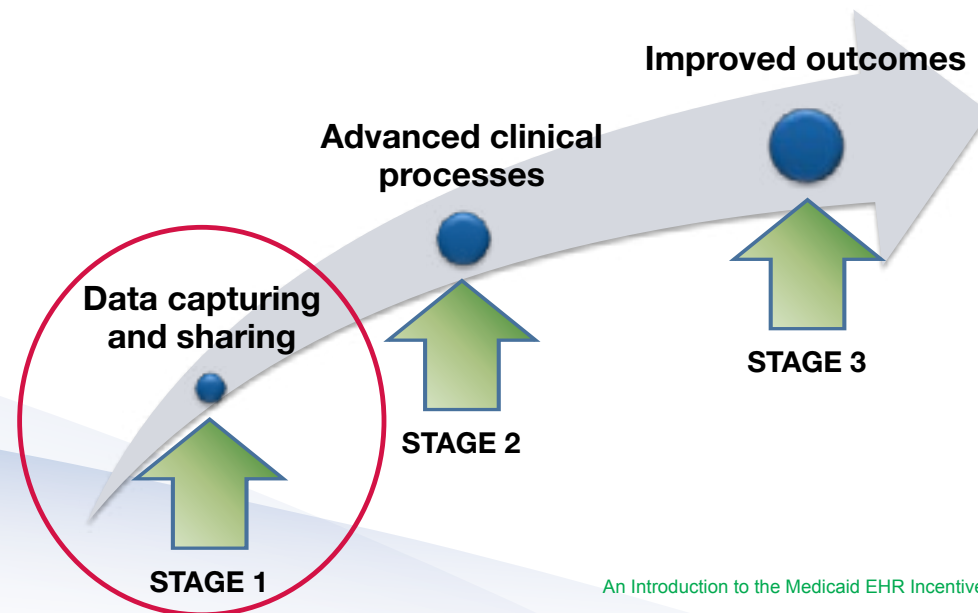 Improved outcomes
Advanced clinical
processes
Data capturing
and sharing
STAGE 3
STAGE 2
STAGE 1
An Introduction to the Medicaid EHR Incentive